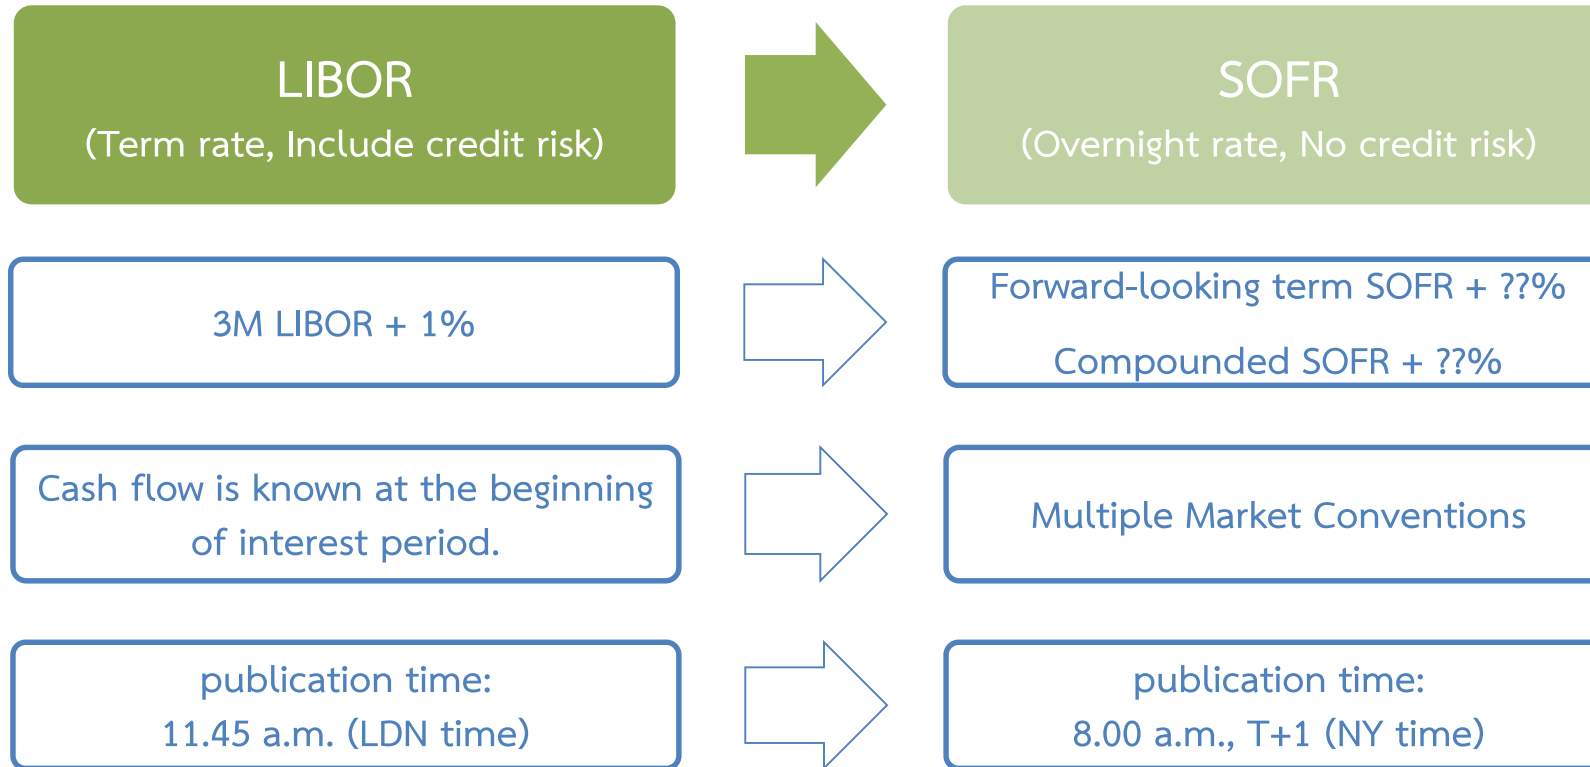 LIBOR
(Term rate, Include credit risk)
SOFR
(Overnight rate, No credit risk)
3M LIBOR + 1%
Forward-looking term SOFR + ??%
Compounded SOFR + ??%
Cash flow is known at the beginning
of interest period.
Multiple Market Conventions
publication time:
11.45 a.m. (LDN time)
publication time:
8.00 a.m., T+1 (NY time)